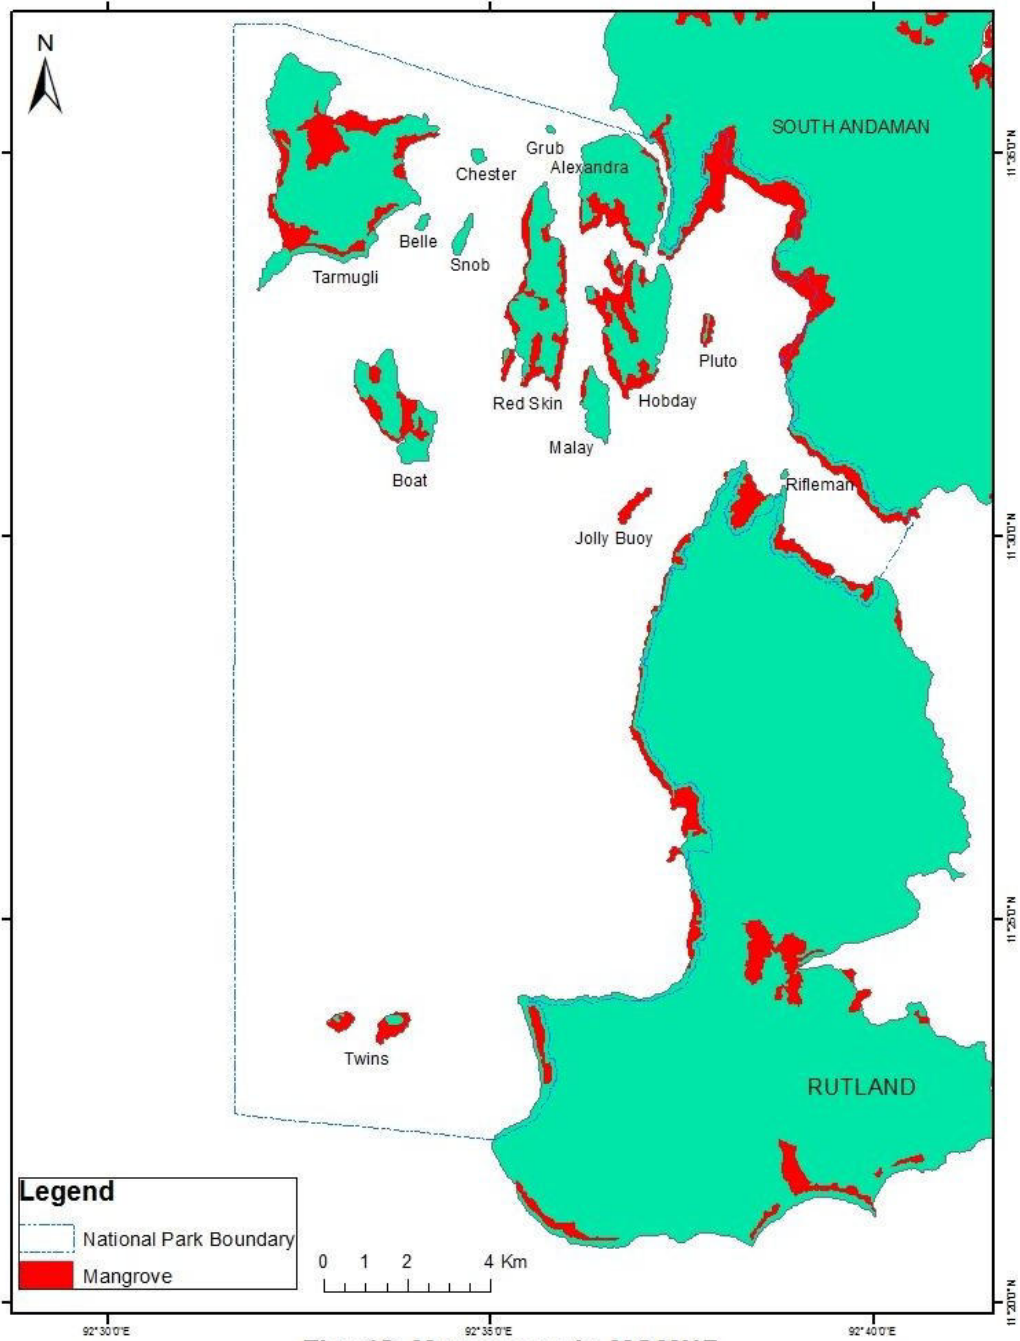 N
SOUTH ANDAMAN
Grub
Alexandra
Chester
Belle
Snob
Tarmugli
Pluto
Red Skin
Hobday
Malay
Boat
Rifleman
Jolly Buoy
Twins
RUTLAND
Legend
National Park Boundary
Mangrove
0 1 2 4 Km
11°35'0"N
11°30'0"N
11°25'0"N
11°20'0"N
92°30'0"E
92°35'0"E
92°40'0"E